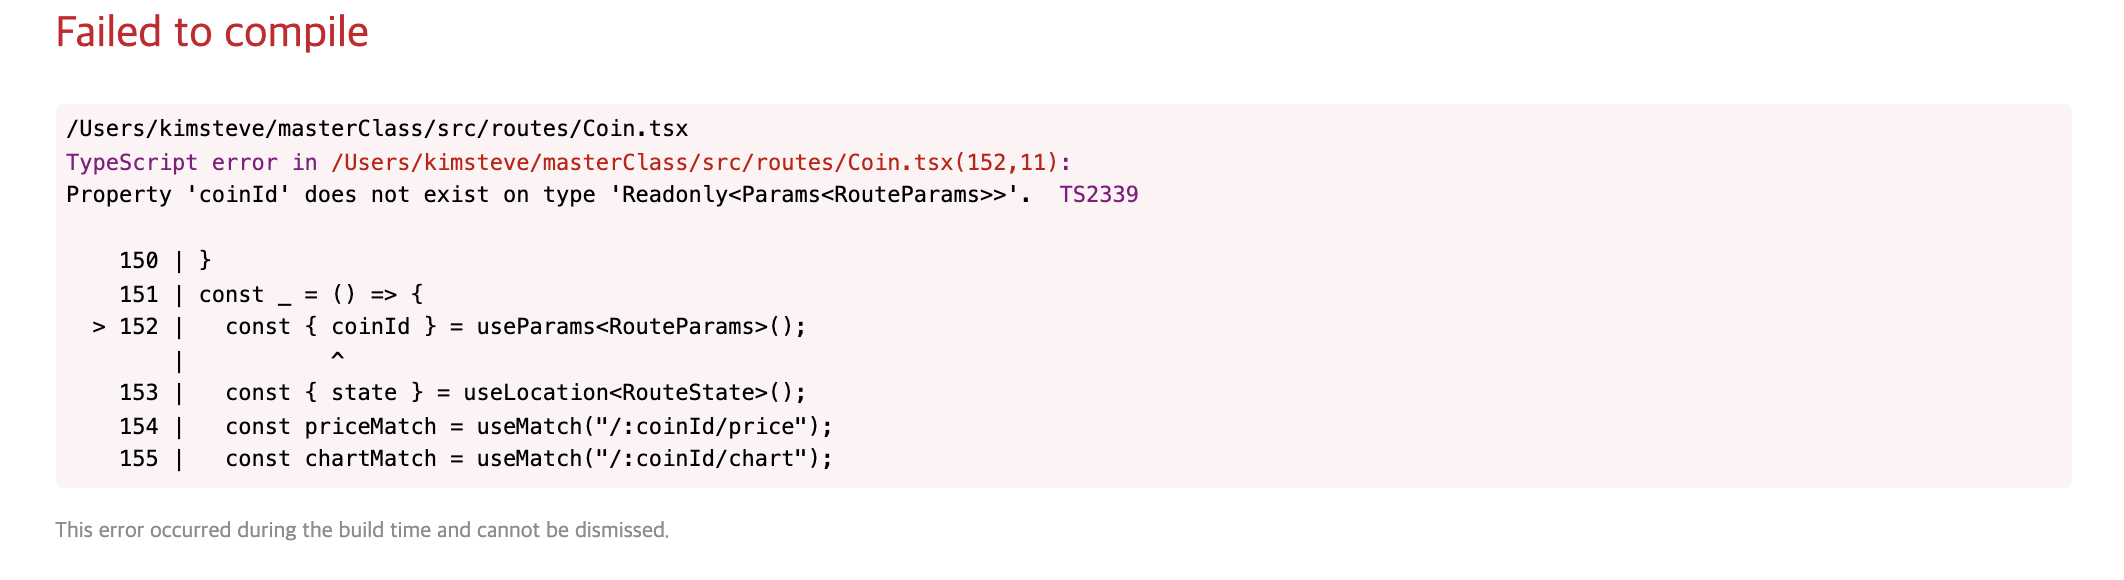 Failed to compile
/Users/kimsteve/masterClass/src/routes/Coin.tsx
TypeScript error in /Users/kimsteve/masterClass/src/routes/Coin.tsx(152,11):
Property 'coinId' does not exist on type 'Readonly<Params<RouteParams>>'.  TS2339
    150 | }
    151 | const _ = () => {
  > 152 |   const { coinId } = useParams<RouteParams>();
        |           ^
    153 |   const { state } = useLocation<RouteState>();
    154 |   const priceMatch = useMatch("/:coinId/price");
    155 |   const chartMatch = useMatch("/:coinId/chart");
This error occurred during the build time and cannot be dismissed.